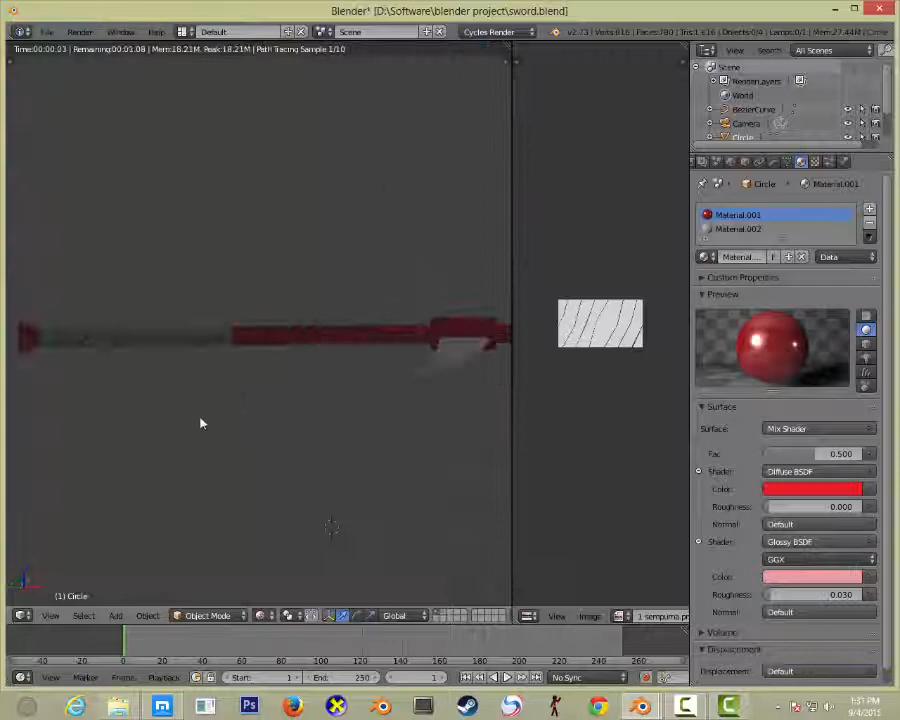 Blender* [D:\Software\blender project\sword.blend]
File Render Window Help Default Scene Cycles Render v2.73 | Verts:816 | Faces:780 | Tris:1,616 | Objects:0/4 | Lamps:0/1 | Mem:27.44M | Circle
Time:00:00.03 | Remaining:00:01.08 | Mem:18.21M, Peak:18.21M | Path Tracing Sample 1/10
View Search All Scenes
Scene
RenderLayers
World
BezierCurve
Camera
Circle
Circle Material.001
Material.001
Material.002
Material.... F Data
Custom Properties
Preview
Surface
Surface: Mix Shader
Fac 0.500
Shader: Diffuse BSDF
Color:
Roughness: 0.000
Normal: Default
Shader: Glossy BSDF
GGX
Color:
Roughness: 0.030
Normal: Default
Volume
Displacement
Displacement: Default
(1) Circle
View Select Add Object Object Mode Global View Image 1 sempuma.pn
-40 -20 0 20 40 60 80 100 120 140 160 180 200 220 240 260
View Marker Frame Playback Start: 1 End: 250 1 No Sync
1:31 PM
9/4/2015